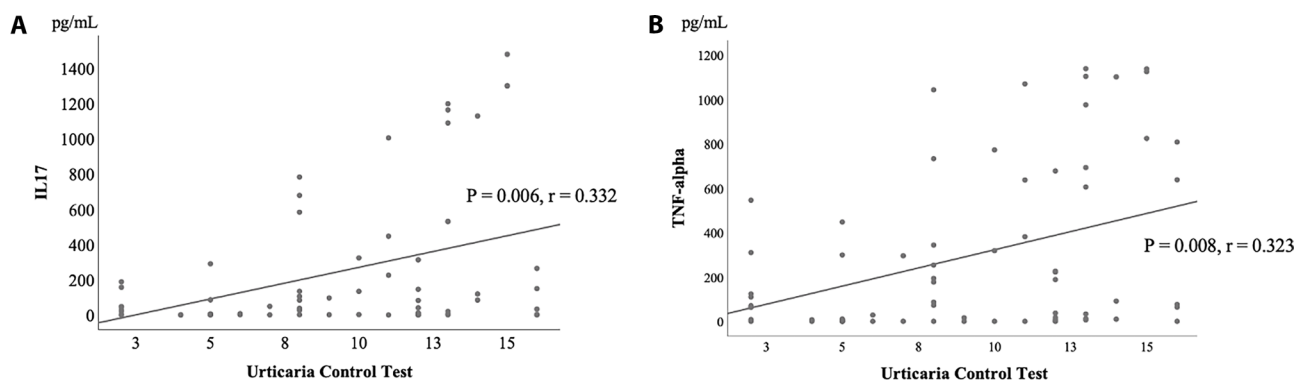 A
pg/mL
1400
1200
1000
800
600
400
200
0
IL17
P = 0.006, r = 0.332
3 5 8 10 13 15
Urticaria Control Test
B
pg/mL
1200
1000
800
600
400
200
0
TNF-alpha
P = 0.008, r = 0.323
3 5 8 10 13 15
Urticaria Control Test